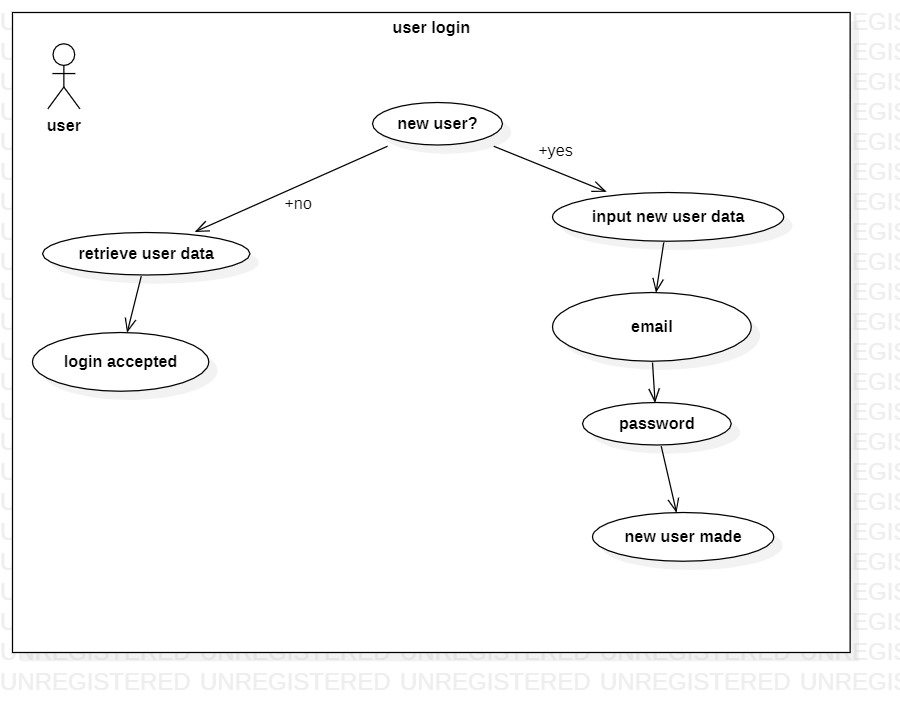 user login
user
new user?
+yes
+no
input new user data
retrieve user data
email
login accepted
password
new user made
UNREGISTERED UNREGISTERED UNREGISTERED UNREGISTERED UNREGIS